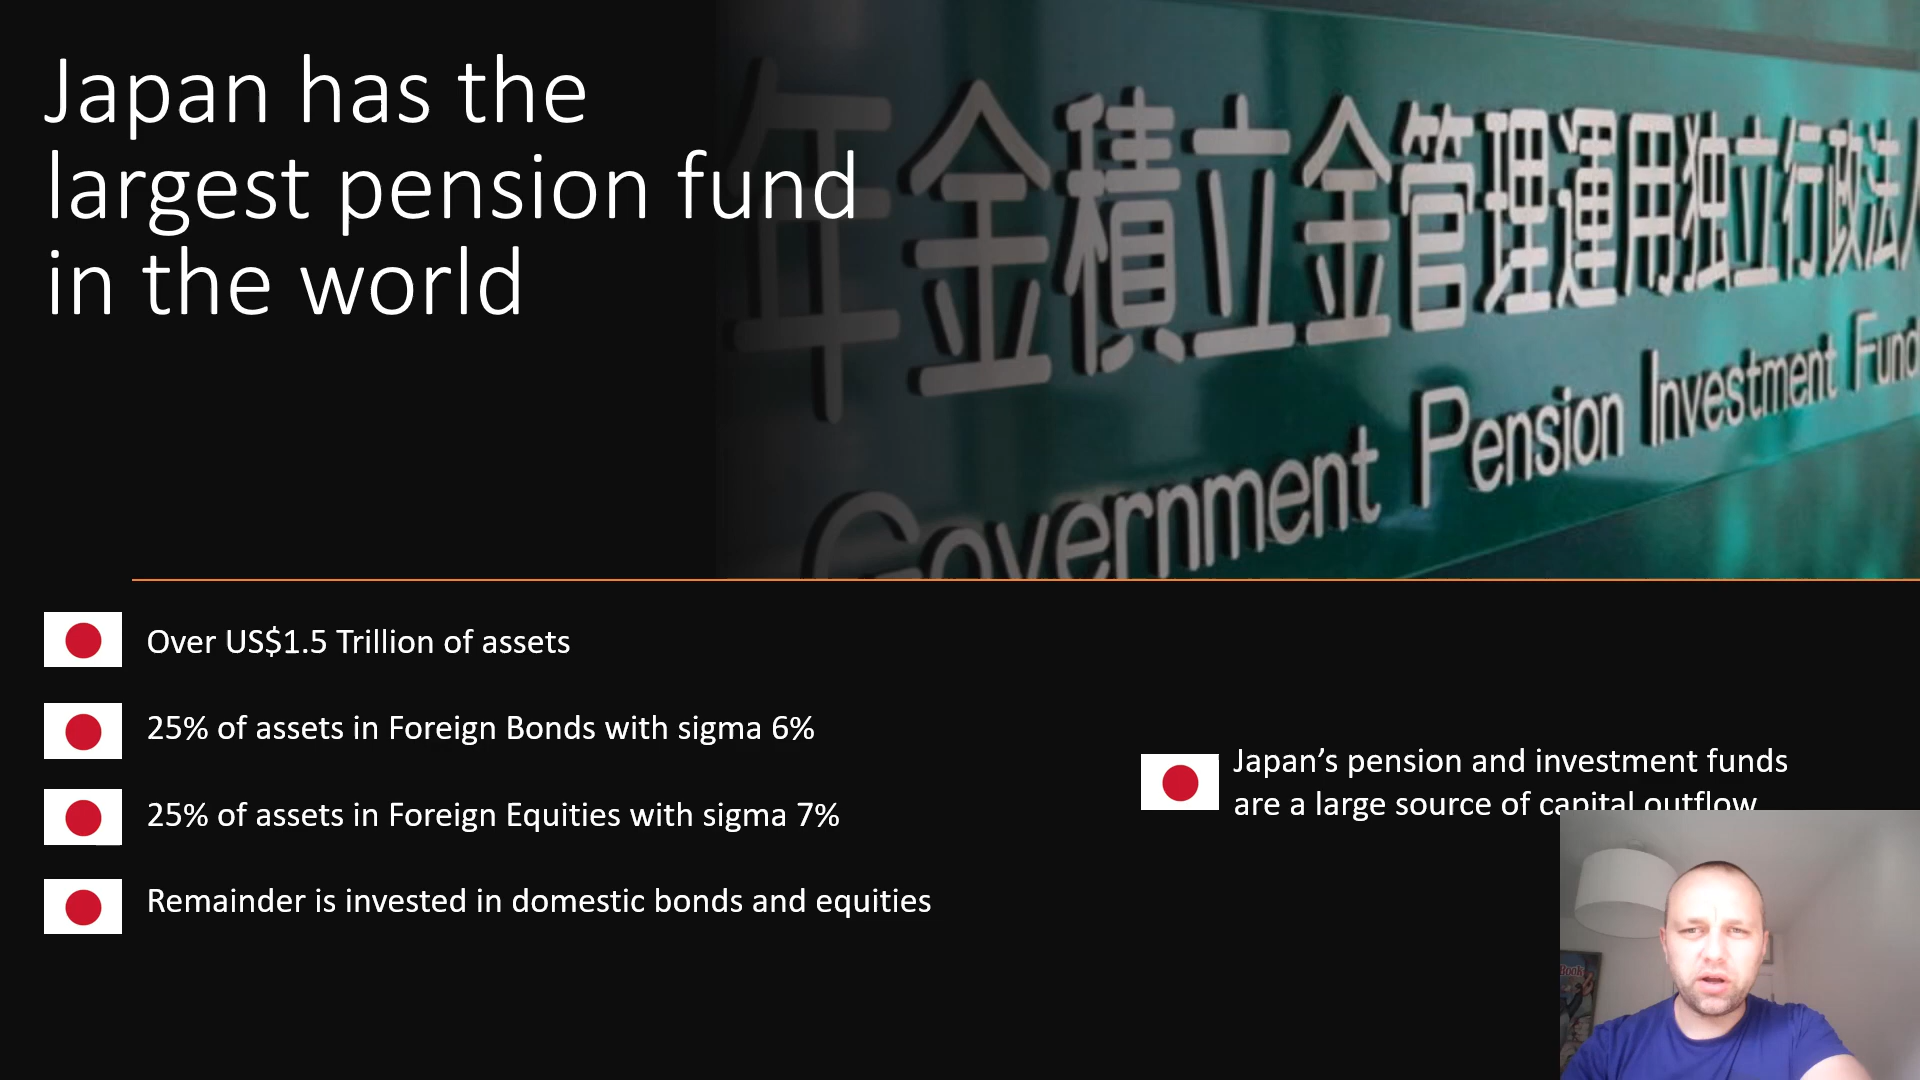 Japan has the
largest pension fund
in the world
年金積立金管理運用独立行政法人
Government Pension Investment Fund
Over US$1.5 Trillion of assets
25% of assets in Foreign Bonds with sigma 6%
25% of assets in Foreign Equities with sigma 7%
Remainder is invested in domestic bonds and equities
Japan’s pension and investment funds
are a large source of capital outflow